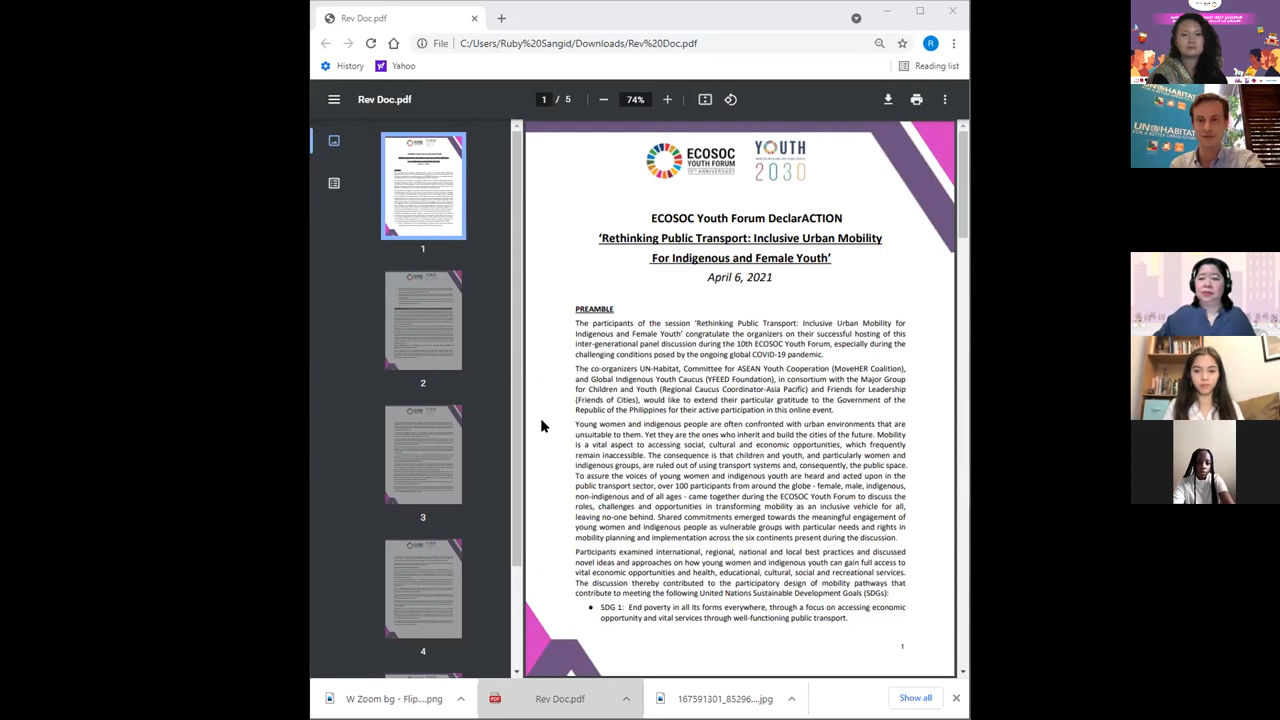 Rev Doc.pdf
File C:/Users/Ruby%20Sangid/Downloads/Rev%20Doc.pdf
R
History Yahoo Reading list
Rev Doc.pdf 1 / 5 74%
1
2
3
4
ECOSOC
YOUTH FORUM
10TH ANNIVERSARY
YOUTH
2030
ECOSOC Youth Forum DeclarACTION
‘Rethinking Public Transport: Inclusive Urban Mobility
For Indigenous and Female Youth’
April 6, 2021
PREAMBLE
The participants of the session ‘Rethinking Public Transport: Inclusive Urban Mobility for
Indigenous and Female Youth’ congratulate the organizers on their successful hosting of this
inter-generational panel discussion during the 10th ECOSOC Youth Forum, especially during the
challenging conditions posed by the ongoing global COVID-19 pandemic.
The co-organizers UN-Habitat, Committee for ASEAN Youth Cooperation (MoveHER Coalition),
and Global Indigenous Youth Caucus (YFEED Foundation), in consortium with the Major Group
for Children and Youth (Regional Caucus Coordinator-Asia Pacific) and Friends for Leadership
(Friends of Cities), would like to extend their particular gratitude to the Government of the
Republic of the Philippines for their active participation in this online event.
Young women and indigenous people are often confronted with urban environments that are
unsuitable to them. Yet they are the ones who inherit and build the cities of the future. Mobility
is a vital aspect to accessing social, cultural and economic opportunities, which frequently
remain inaccessible. The consequence is that children and youth, and particularly women and
indigenous groups, are ruled out of using transport systems and, consequently, the public space.
To assure the voices of young women and indigenous youth are heard and acted upon in the
public transport sector, over 100 participants from around the globe - female, male, indigenous,
non-indigenous and of all ages - came together during the ECOSOC Youth Forum to discuss the
roles, challenges and opportunities in transforming mobility as an inclusive vehicle for all,
leaving no-one behind. Shared commitments emerged towards the meaningful engagement of
young women and indigenous people as vulnerable groups with particular needs and rights in
mobility planning and implementation across the six continents present during the discussion.
Participants examined international, regional, national and local best practices and discussed
novel ideas and approaches on how young women and indigenous youth can gain full access to
vital economic opportunities and health, educational, cultural, social and recreational services.
The discussion thereby contributed to the participatory design of mobility pathways that
contribute to meeting the following United Nations Sustainable Development Goals (SDGs):
● SDG 1: End poverty in all its forms everywhere, through a focus on accessing economic
opportunity and vital services through well-functioning public transport.
1
W Zoom bg - Flip....png Rev Doc.pdf 167591301_85296....jpg Show all
UN HABITAT
UN HABITAT